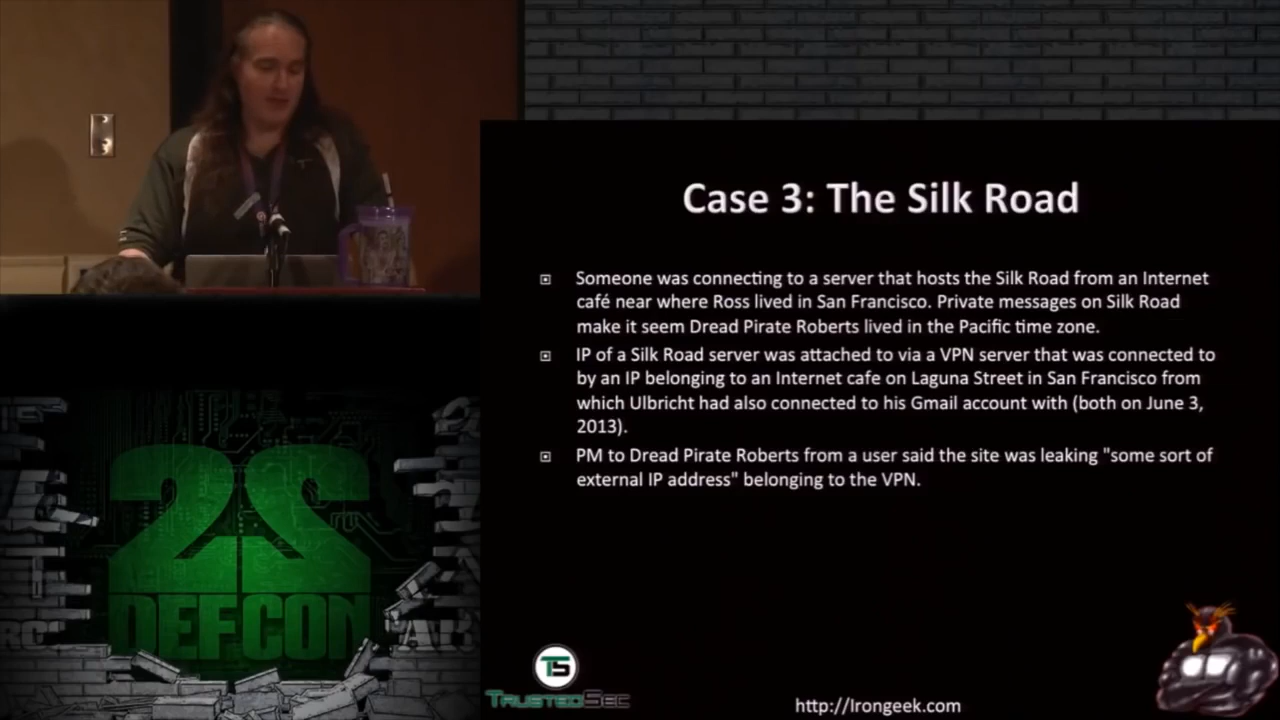 Case 3: The Silk Road
Someone was connecting to a server that hosts the Silk Road from an Internet
café near where Ross lived in San Francisco. Private messages on Silk Road
make it seem Dread Pirate Roberts lived in the Pacific time zone.
IP of a Silk Road server was attached to via a VPN server that was connected to
by an IP belonging to an Internet cafe on Laguna Street in San Francisco from
which Ulbricht had also connected to his Gmail account with (both on June 3,
2013).
PM to Dread Pirate Roberts from a user said the site was leaking "some sort of
external IP address" belonging to the VPN.
22
DEFCON
TS
TRUSTEDSEC
http://Irongeek.com